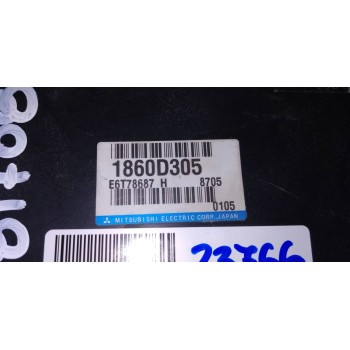 1860D305
E6T78687 H 8705
0105
MITSUBISHI ELECTRIC CORP. JAPAN
23766